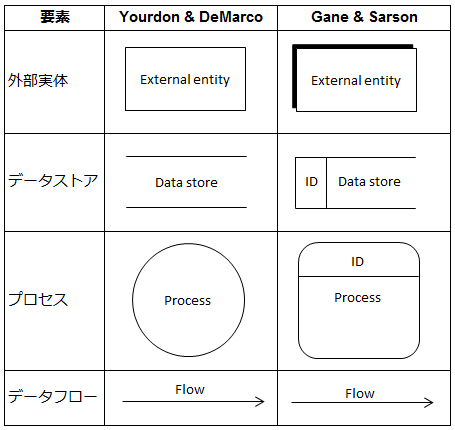 要素 Yourdon & DeMarco Gane & Sarson
外部実体 External entity External entity
データストア Data store ID Data store
ID
プロセス Process Process
データフロー Flow Flow